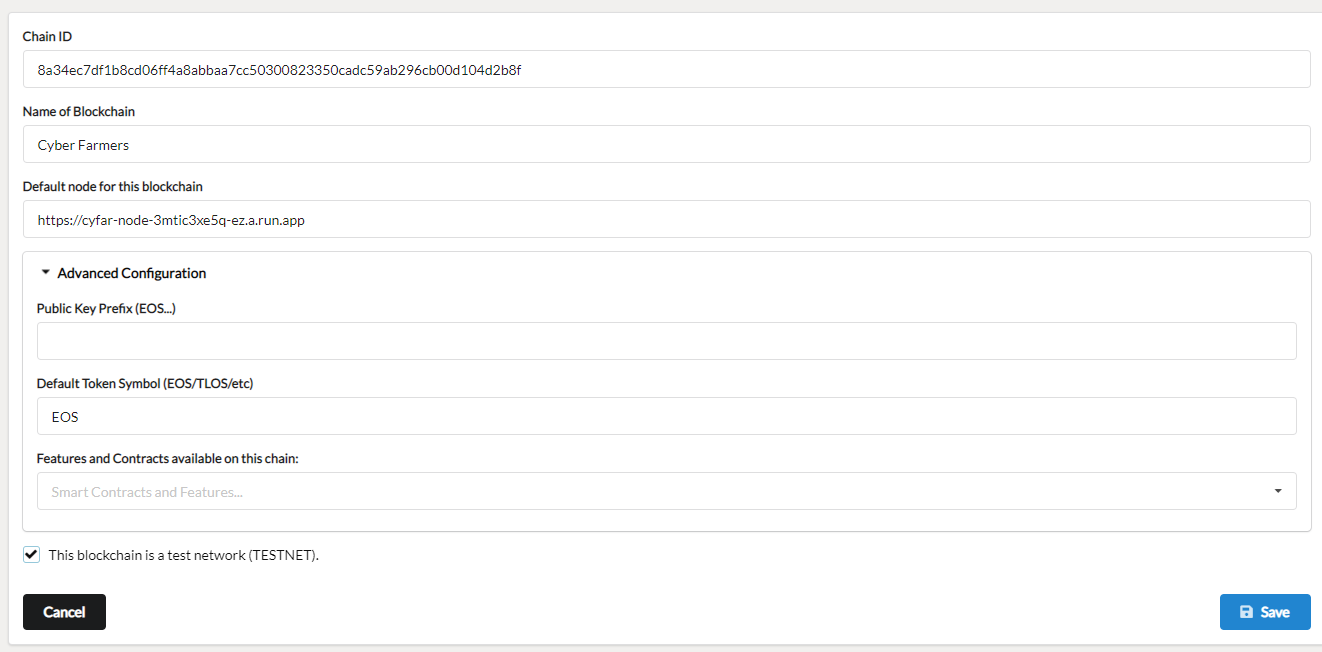 Chain ID
8a34ec7df1b8cd06ff4a8abbaa7cc50300823350cadc59ab296cb00d104d2b8f
Name of Blockchain
Cyber Farmers
Default node for this blockchain
https://cyfar-node-3mtic3xe5q-ez.a.run.app
Advanced Configuration
Public Key Prefix (EOS...)
Default Token Symbol (EOS/TLOS/etc)
EOS
Features and Contracts available on this chain:
Smart Contracts and Features...
This blockchain is a test network (TESTNET).
Cancel
Save